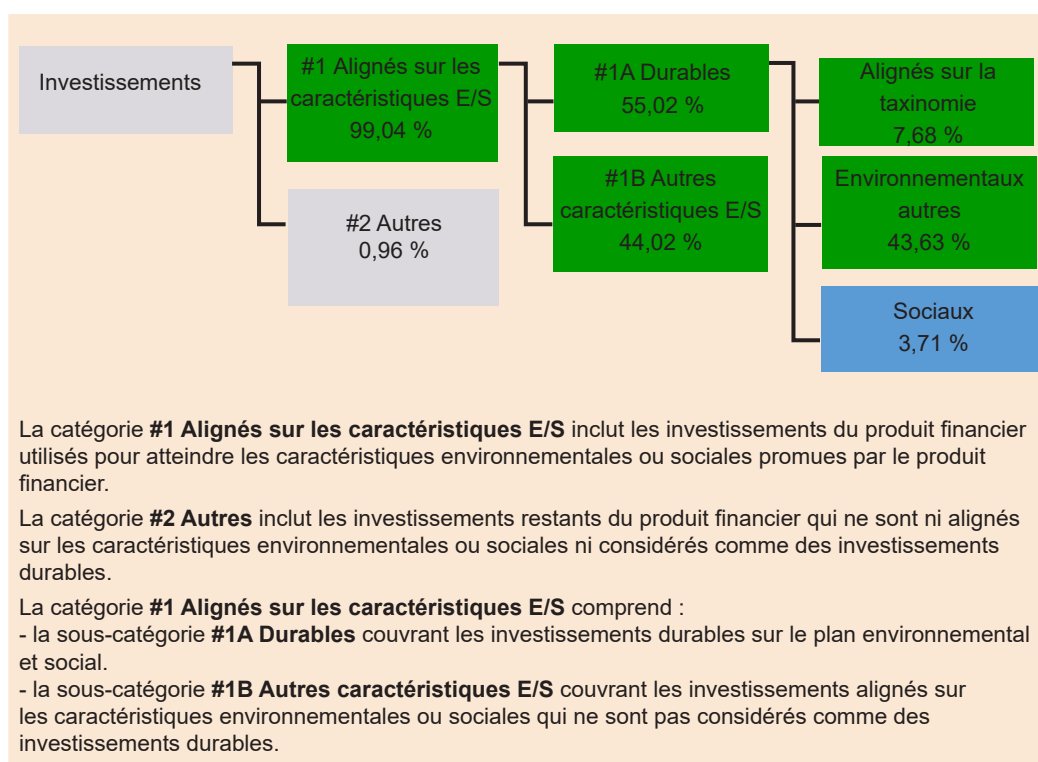 Investissements
#1 Alignés sur les
caractéristiques E/S
99,04 %
#2 Autres
0,96 %
#1A Durables
55,02 %
#1B Autres
caractéristiques E/S
44,02 %
Alignés sur la
taxinomie
7,68 %
Environnementaux
autres
43,63 %
Sociaux
3,71 %
La catégorie #1 Alignés sur les caractéristiques E/S inclut les investissements du produit financier
utilisés pour atteindre les caractéristiques environnementales ou sociales promues par le produit
financier.
La catégorie #2 Autres inclut les investissements restants du produit financier qui ne sont ni alignés
sur les caractéristiques environnementales ou sociales ni considérés comme des investissements
durables.
La catégorie #1 Alignés sur les caractéristiques E/S comprend :
- la sous-catégorie #1A Durables couvrant les investissements durables sur le plan environnemental
et social.
- la sous-catégorie #1B Autres caractéristiques E/S couvrant les investissements alignés sur
les caractéristiques environnementales ou sociales qui ne sont pas considérés comme des
investissements durables.